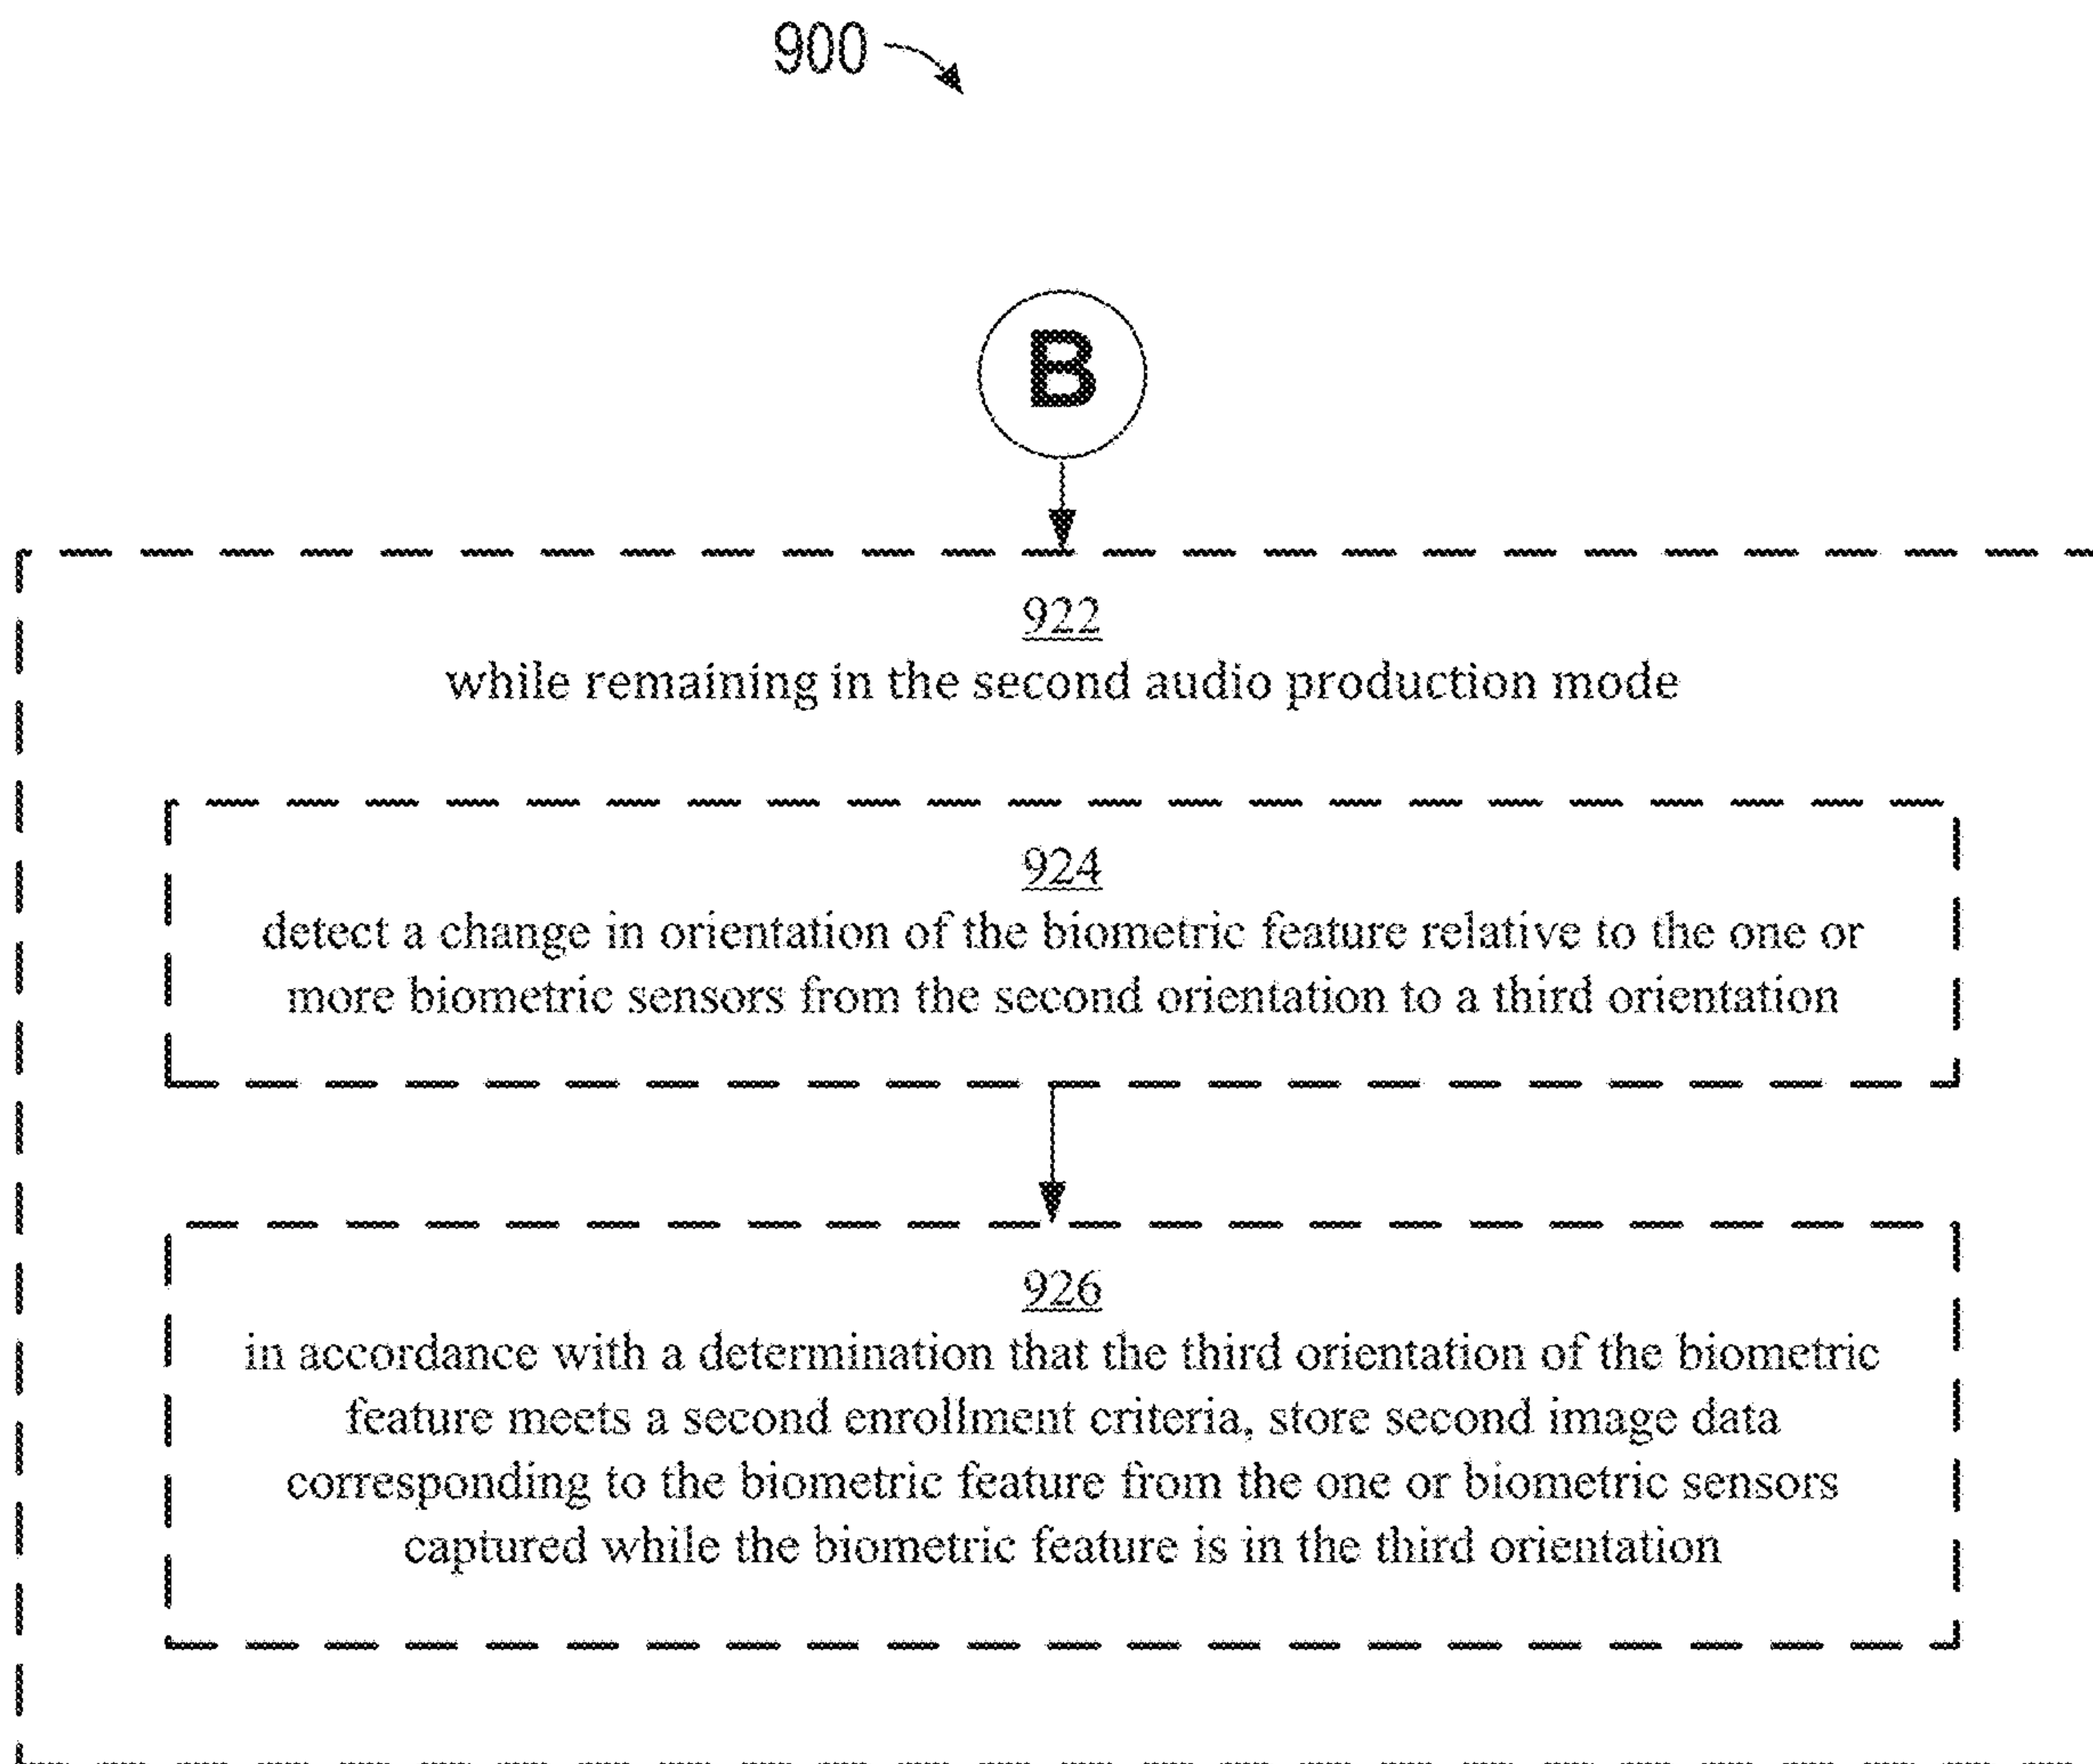 900
B
922
while remaining in the second audio production mode
924
detect a change in orientation of the biometric feature relative to the one or
more biometric sensors from the second orientation to a third orientation
926
in accordance with a determination that the third orientation of the biometric
feature meets a second enrollment criteria, store second image data
corresponding to the biometric feature from the one or biometric sensors
captured while the biometric feature is in the third orientation